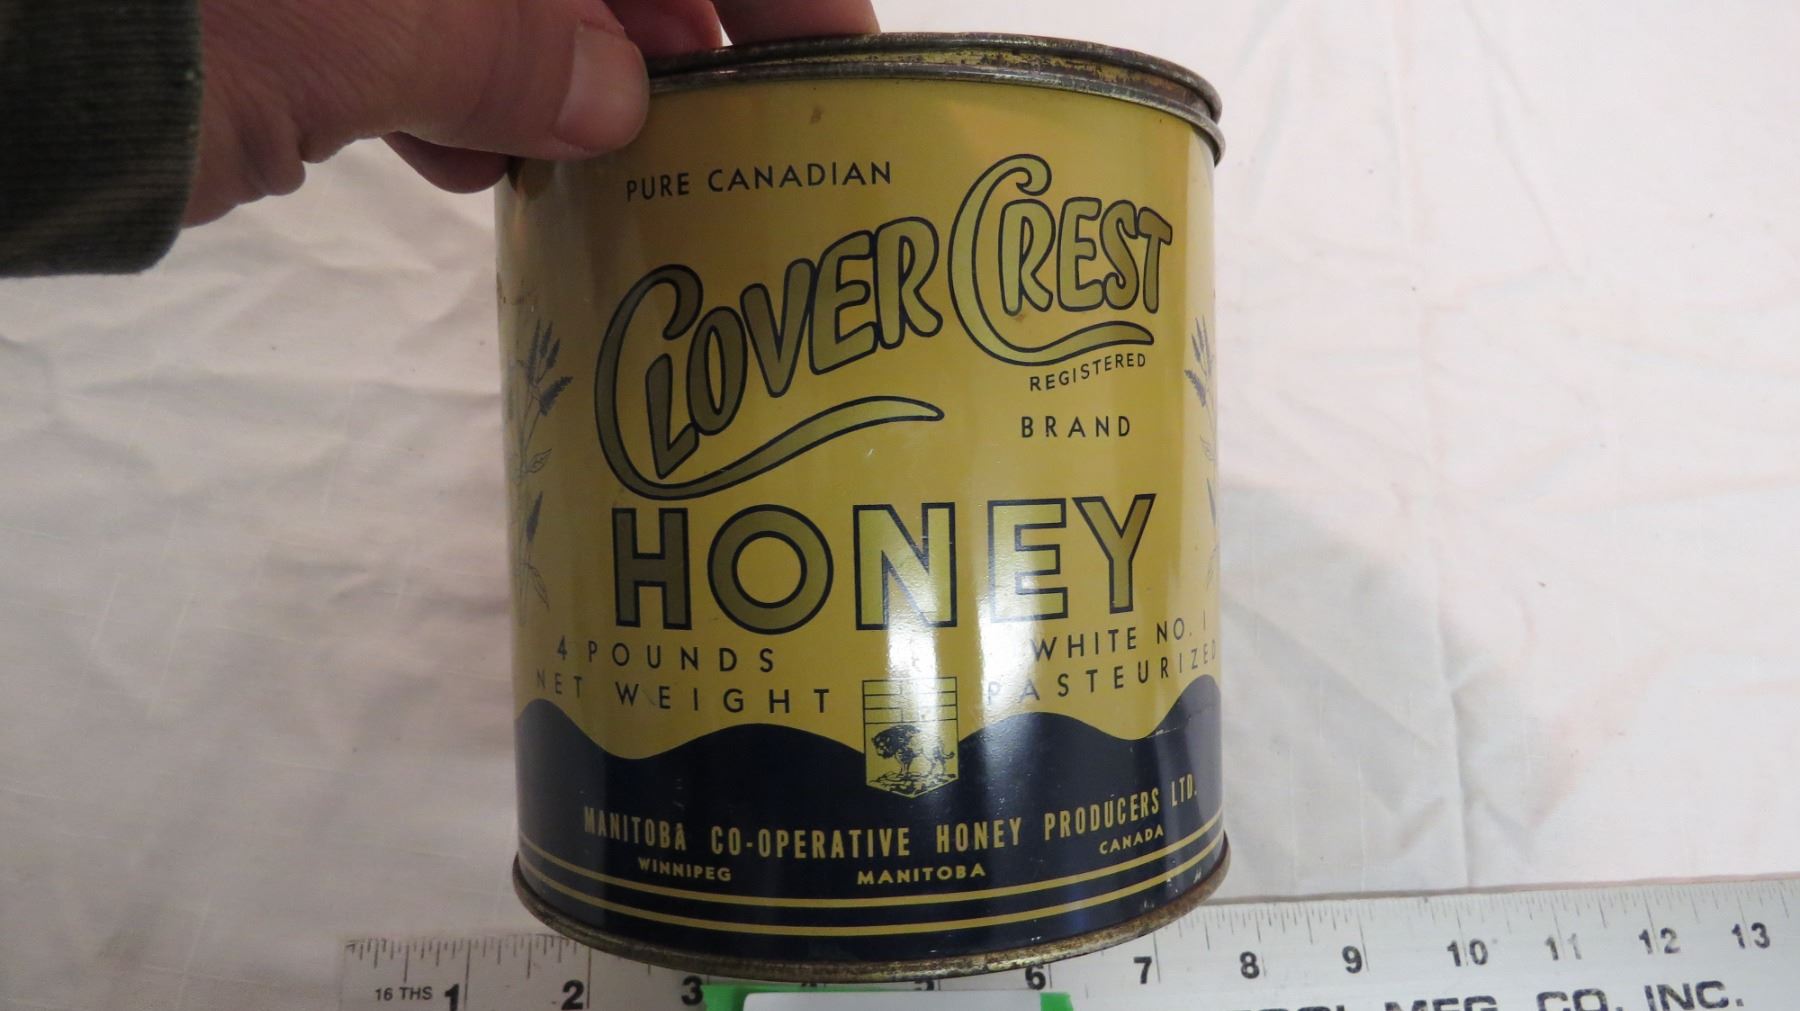 PURE CANADIAN
CLOVER CREST
REGISTERED
BRAND
HONEY
4 POUNDS
NET WEIGHT
WHITE NO. 1
PASTEURIZED
MANITOBA CO-OPERATIVE HONEY PRODUCERS LTD.
WINNIPEG MANITOBA CANADA
16 THS 1 2 3 6 7 8 9 10 11 12 13
MFG. CO. INC.